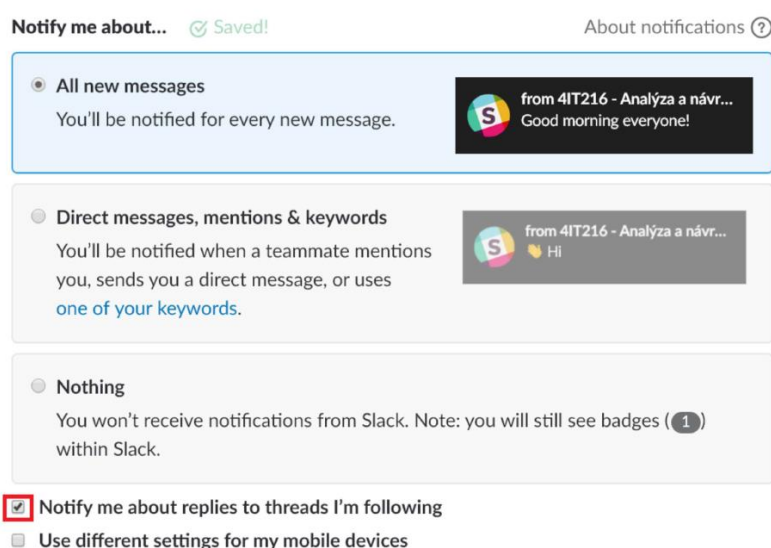 Notify me about... Saved! About notifications ?
All new messages
You'll be notified for every new message.
from 4IT216 - Analýza a návr...
Good morning everyone!
Direct messages, mentions & keywords
You'll be notified when a teammate mentions
you, sends you a direct message, or uses
one of your keywords.
from 4IT216 - Analýza a návr...
👋 Hi
Nothing
You won't receive notifications from Slack. Note: you will still see badges (1)
within Slack.
Notify me about replies to threads I'm following
Use different settings for my mobile devices